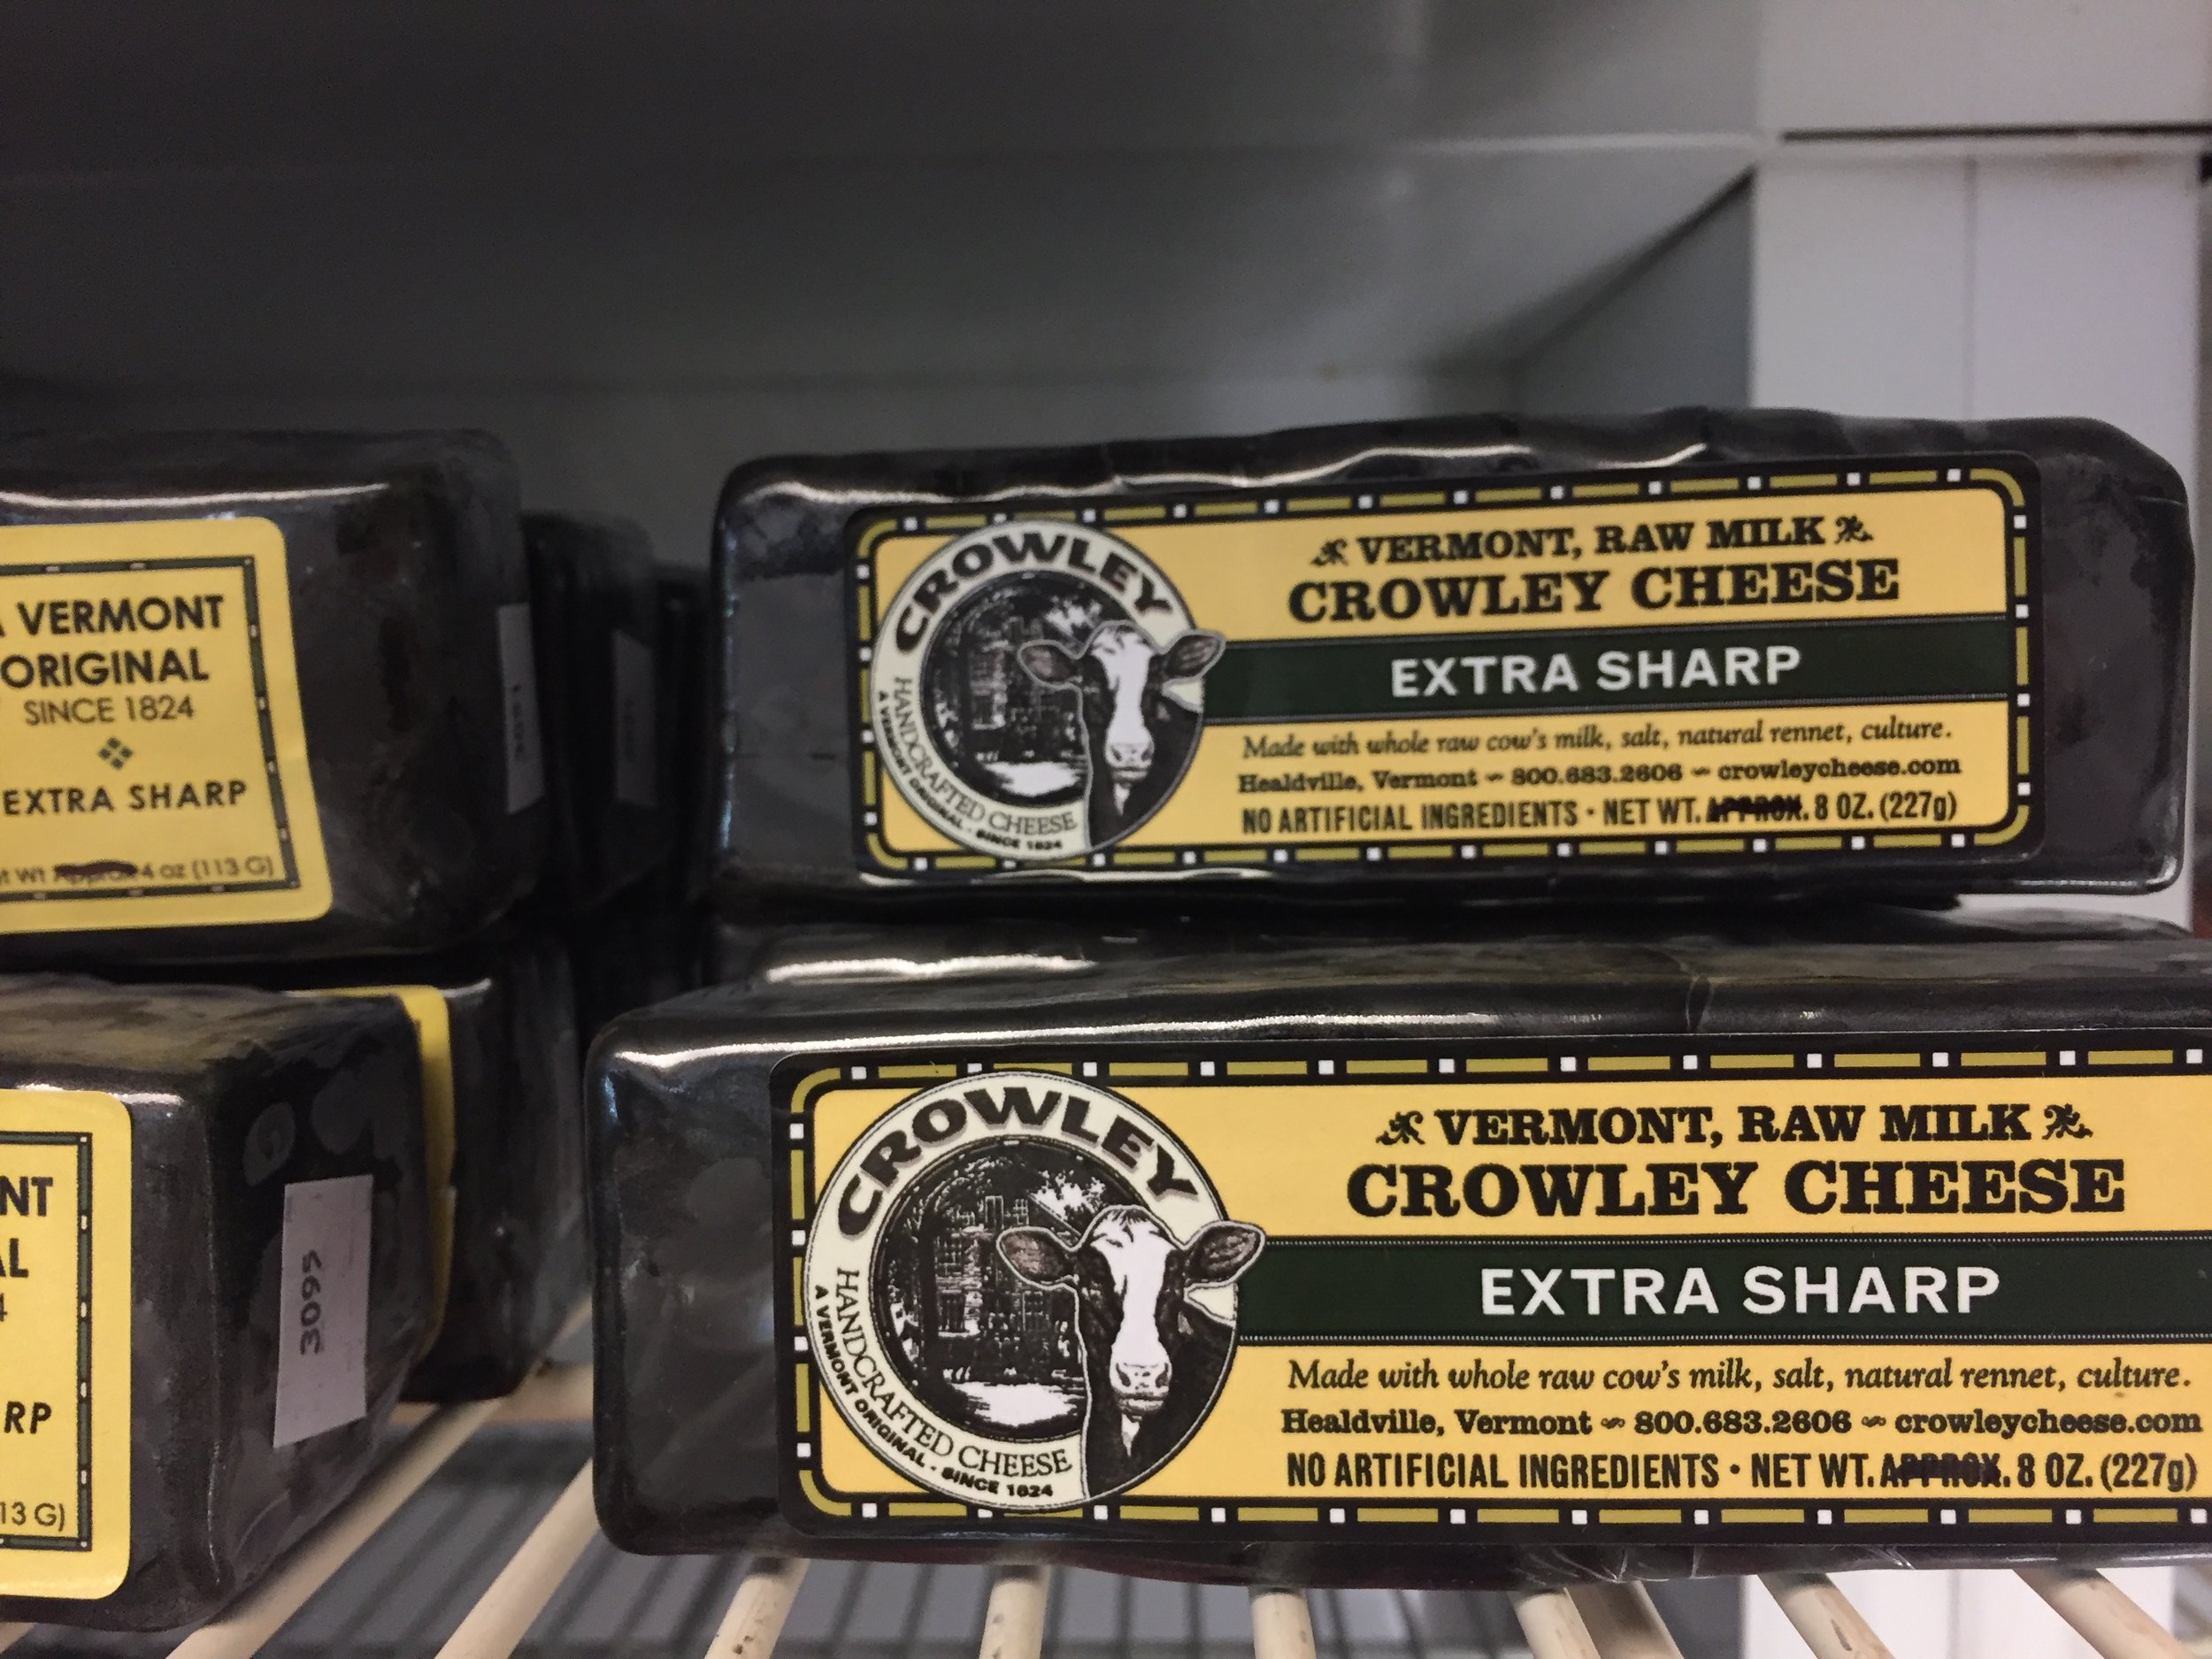 A VERMONT
ORIGINAL
SINCE 1824
EXTRA SHARP
Wt 4 oz (113 G)
CROWLEY
HANDCRAFTED CHEESE
A VERMONT ORIGINAL · SINCE 1824
VERMONT, RAW MILK
CROWLEY CHEESE
EXTRA SHARP
Made with whole raw cow's milk, salt, natural rennet, culture.
Healdville, Vermont ~ 800.683.2606 ~ crowleycheese.com
NO ARTIFICIAL INGREDIENTS · NET WT. APPROX. 8 OZ. (227g)
NT
AL
4
RP
13 G)
3095
CROWLEY
HANDCRAFTED CHEESE
A VERMONT ORIGINAL · SINCE 1824
VERMONT, RAW MILK
CROWLEY CHEESE
EXTRA SHARP
Made with whole raw cow's milk, salt, natural rennet, culture.
Healdville, Vermont ~ 800.683.2606 ~ crowleycheese.com
NO ARTIFICIAL INGREDIENTS · NET WT. APPROX. 8 OZ. (227g)